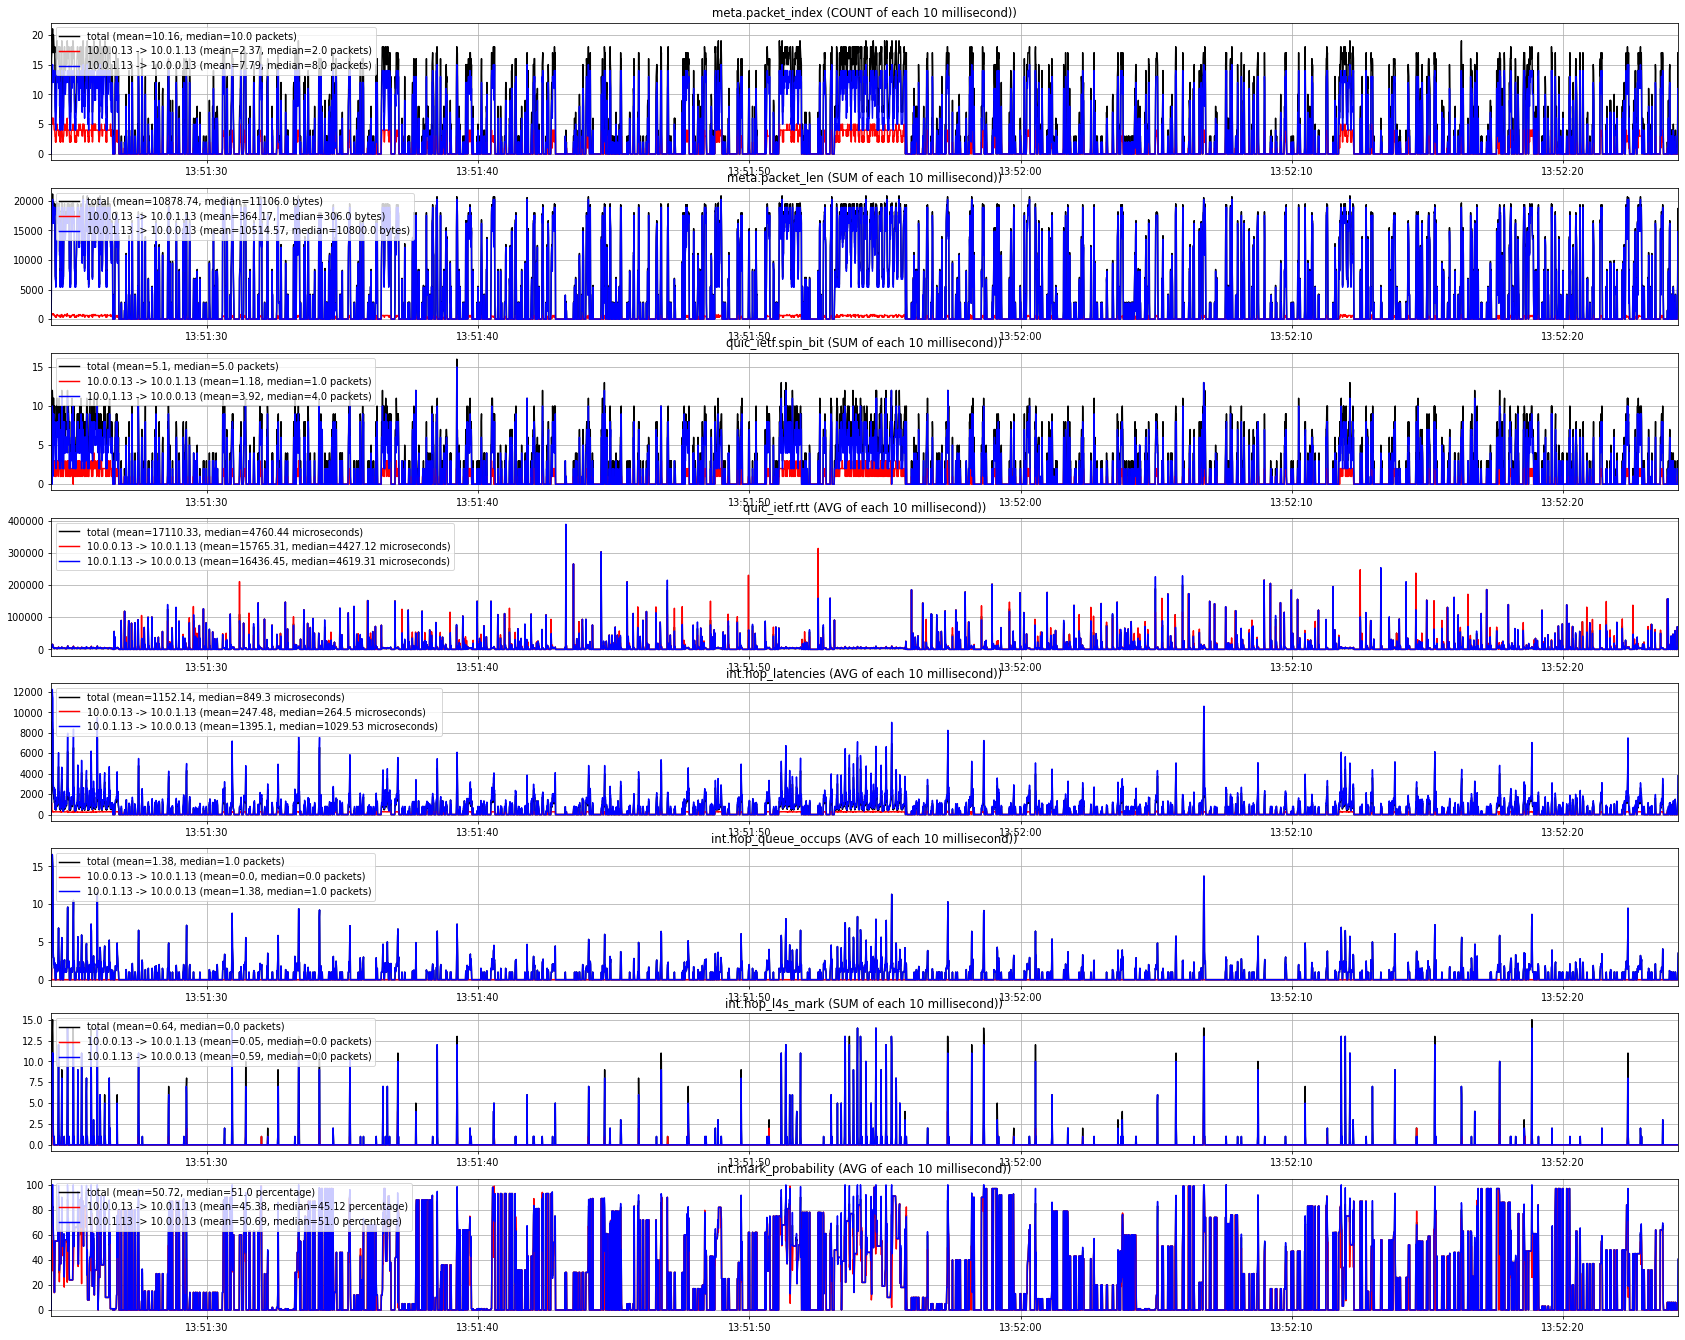 meta.packet_index (COUNT of each 10 millisecond))
total (mean=10.16, median=10.0 packets)
10.0.0.13 -> 10.0.1.13 (mean=2.37, median=2.0 packets)
10.0.1.13 -> 10.0.0.13 (mean=7.79, median=8.0 packets)
20
15
10
5
0
13:51:30 13:51:40 13:51:50 13:52:00 13:52:10 13:52:20
meta.packet_len (SUM of each 10 millisecond))
total (mean=10878.74, median=11106.0 bytes)
10.0.0.13 -> 10.0.1.13 (mean=364.17, median=306.0 bytes)
10.0.1.13 -> 10.0.0.13 (mean=10514.57, median=10800.0 bytes)
20000
15000
10000
5000
0
13:51:30 13:51:40 13:51:50 13:52:00 13:52:10 13:52:20
quic_ietf.spin_bit (SUM of each 10 millisecond))
total (mean=5.1, median=5.0 packets)
10.0.0.13 -> 10.0.1.13 (mean=1.18, median=1.0 packets)
10.0.1.13 -> 10.0.0.13 (mean=3.92, median=4.0 packets)
15
10
5
0
13:51:30 13:51:40 13:51:50 13:52:00 13:52:10 13:52:20
quic_ietf.rtt (AVG of each 10 millisecond))
total (mean=17110.33, median=4760.44 microseconds)
10.0.0.13 -> 10.0.1.13 (mean=15765.31, median=4427.12 microseconds)
10.0.1.13 -> 10.0.0.13 (mean=16436.45, median=4619.31 microseconds)
400000
300000
200000
100000
0
13:51:30 13:51:40 13:51:50 13:52:00 13:52:10 13:52:20
int.hop_latencies (AVG of each 10 millisecond))
total (mean=1152.14, median=849.3 microseconds)
10.0.0.13 -> 10.0.1.13 (mean=247.48, median=264.5 microseconds)
10.0.1.13 -> 10.0.0.13 (mean=1395.1, median=1029.53 microseconds)
12000
10000
8000
6000
4000
2000
0
13:51:30 13:51:40 13:51:50 13:52:00 13:52:10 13:52:20
int.hop_queue_occups (AVG of each 10 millisecond))
total (mean=1.38, median=1.0 packets)
10.0.0.13 -> 10.0.1.13 (mean=0.0, median=0.0 packets)
10.0.1.13 -> 10.0.0.13 (mean=1.38, median=1.0 packets)
15
10
5
0
13:51:30 13:51:40 13:51:50 13:52:00 13:52:10 13:52:20
int.hop_l4s_mark (SUM of each 10 millisecond))
total (mean=0.64, median=0.0 packets)
10.0.0.13 -> 10.0.1.13 (mean=0.05, median=0.0 packets)
10.0.1.13 -> 10.0.0.13 (mean=0.59, median=0.0 packets)
15.0
12.5
10.0
7.5
5.0
2.5
0.0
13:51:30 13:51:40 13:51:50 13:52:00 13:52:10 13:52:20
int.mark_probability (AVG of each 10 millisecond))
total (mean=50.72, median=51.0 percentage)
10.0.0.13 -> 10.0.1.13 (mean=45.38, median=45.12 percentage)
10.0.1.13 -> 10.0.0.13 (mean=50.69, median=51.0 percentage)
100
80
60
40
20
0
13:51:30 13:51:40 13:51:50 13:52:00 13:52:10 13:52:20